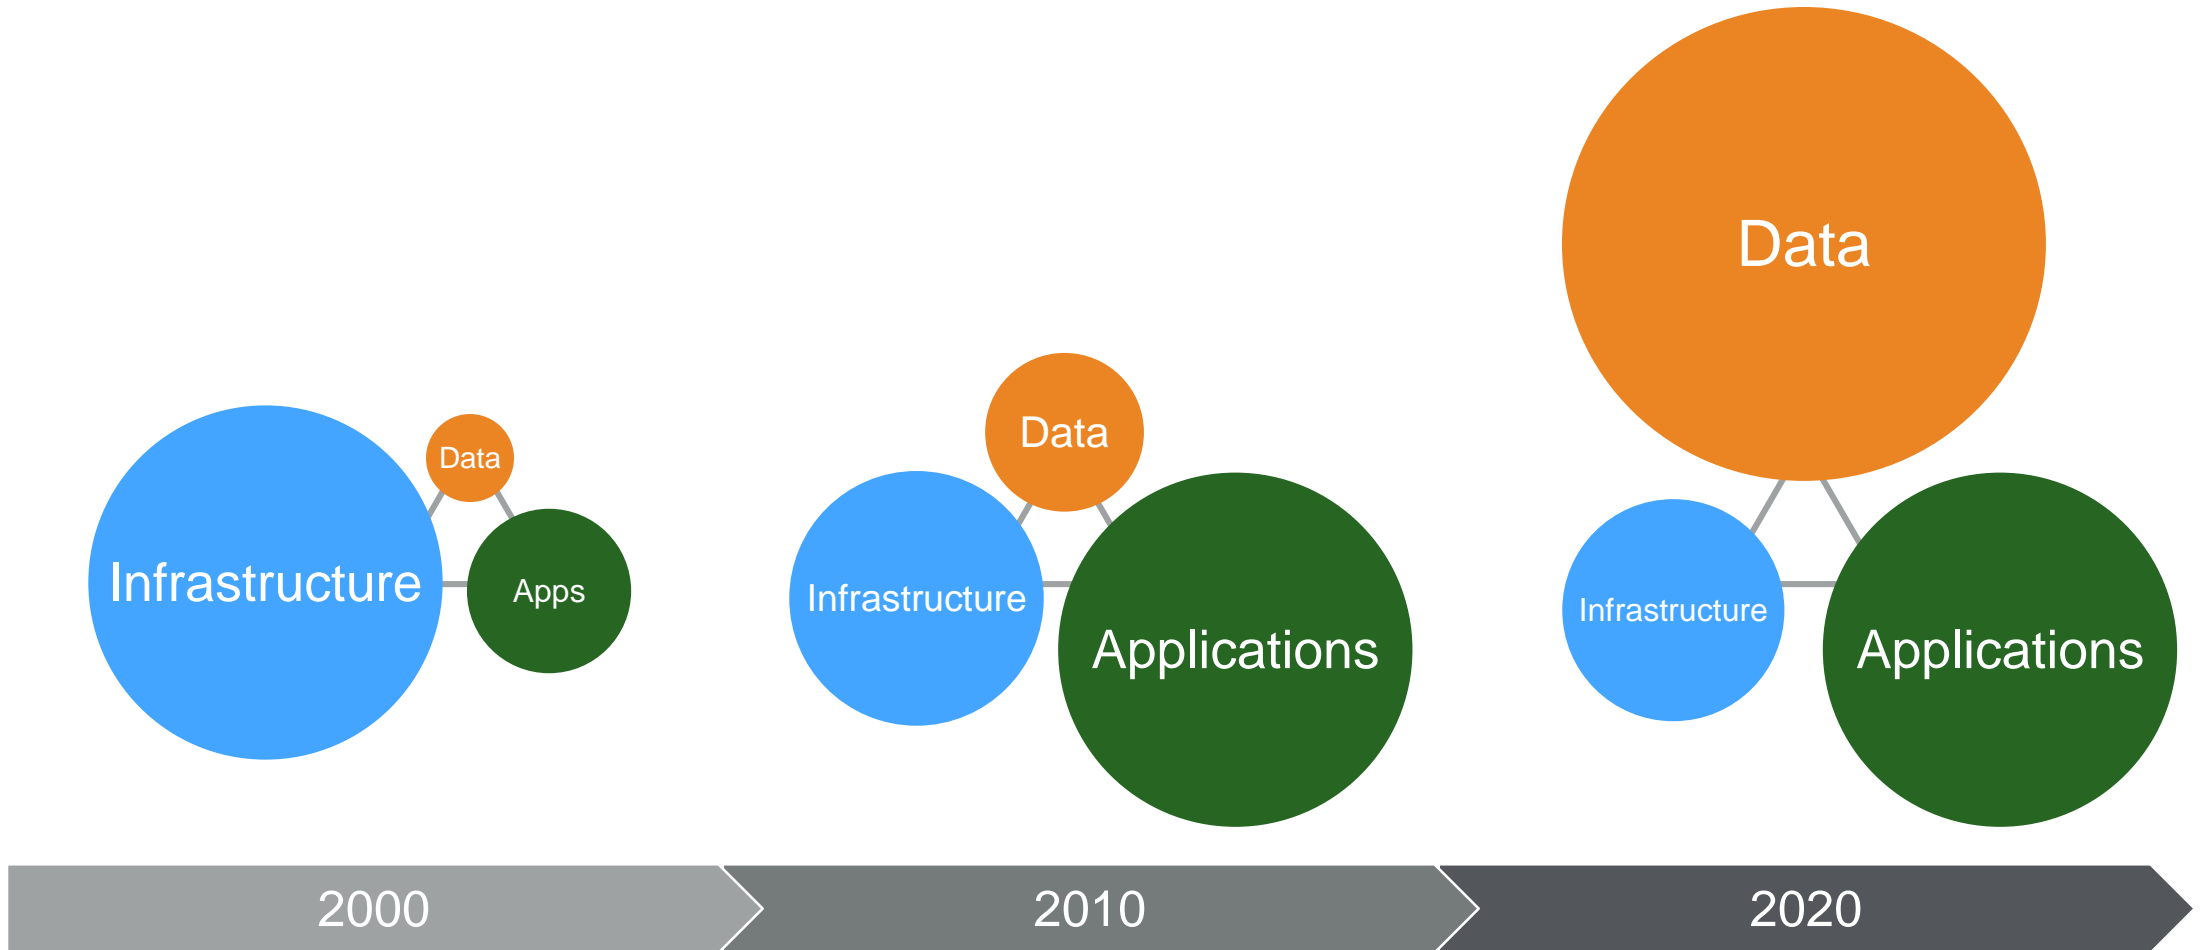 Data
Infrastructure
Apps
Data
Infrastructure
Applications
Data
Infrastructure
Applications
2000
2010
2020